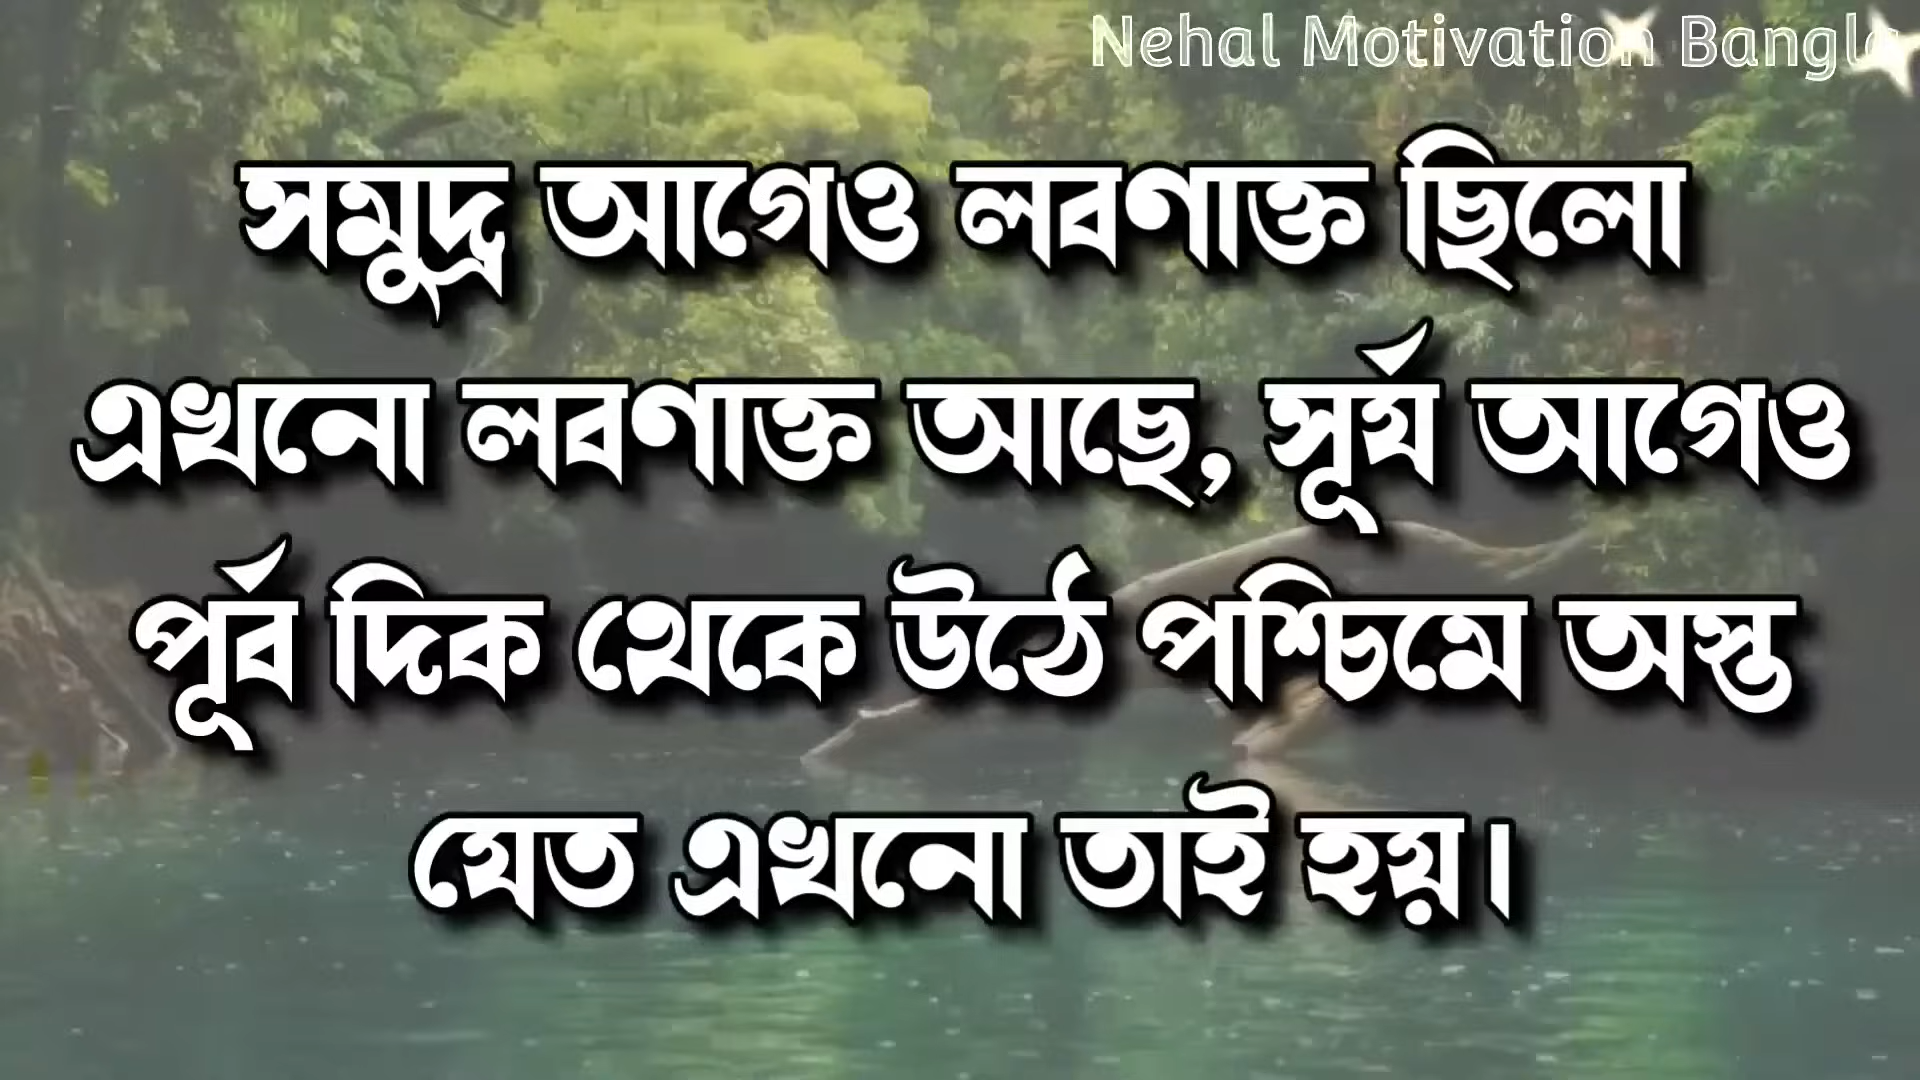 Nehal Motivation Bangla
সমুদ্র আগেও লবণাক্ত ছিলো
এখনো লবণাক্ত আছে, সূর্য আগেও
পূর্ব দিক থেকে উঠে পশ্চিমে অস্ত
যেত এখনো তাই হয়।